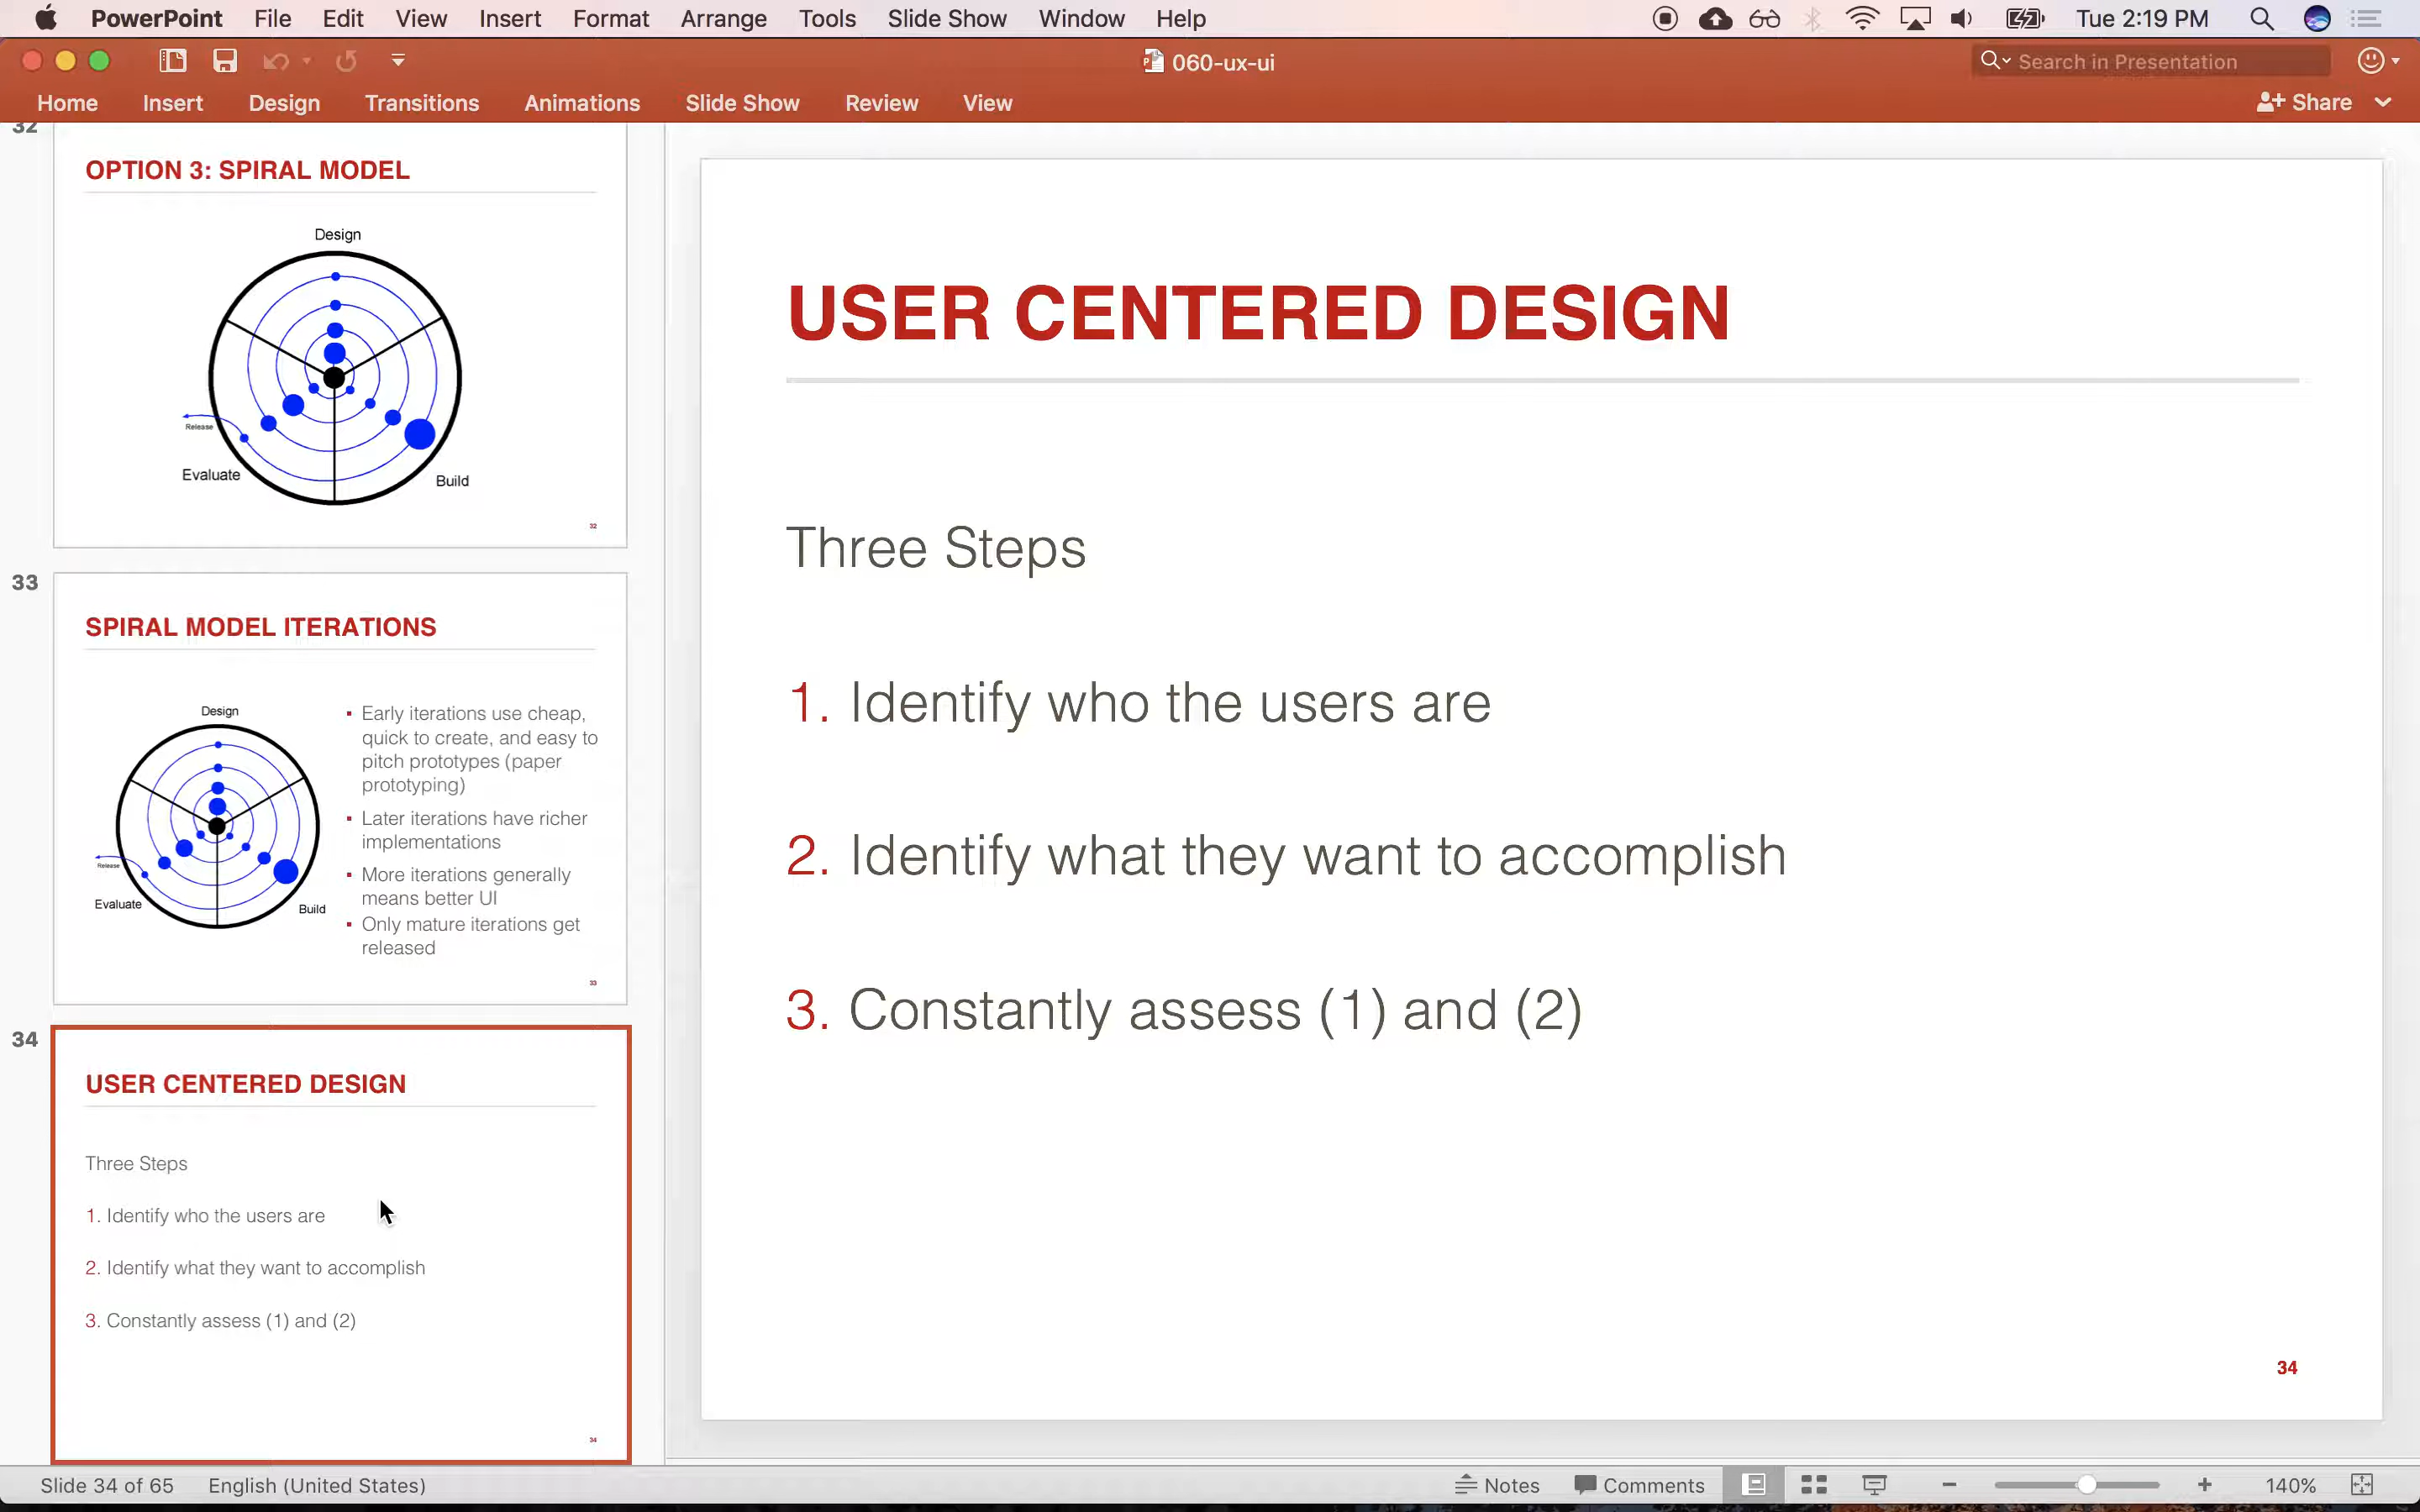 PowerPoint File Edit View Insert Format Arrange Tools Slide Show Window Help Tue 2:19 PM
060-ux-ui
Search in Presentation
Home Insert Design Transitions Animations Slide Show Review View Share
32
OPTION 3: SPIRAL MODEL
Design
Release
Evaluate
Build
32
33
SPIRAL MODEL ITERATIONS
Design
Release
Evaluate
Build
▪ Early iterations use cheap,
quick to create, and easy to
pitch prototypes (paper
prototyping)
▪ Later iterations have richer
implementations
▪ More iterations generally
means better UI
▪ Only mature iterations get
released
33
34
USER CENTERED DESIGN
Three Steps
1. Identify who the users are
2. Identify what they want to accomplish
3. Constantly assess (1) and (2)
34
USER CENTERED DESIGN
Three Steps
1. Identify who the users are
2. Identify what they want to accomplish
3. Constantly assess (1) and (2)
34
Slide 34 of 65 English (United States) Notes Comments 140%